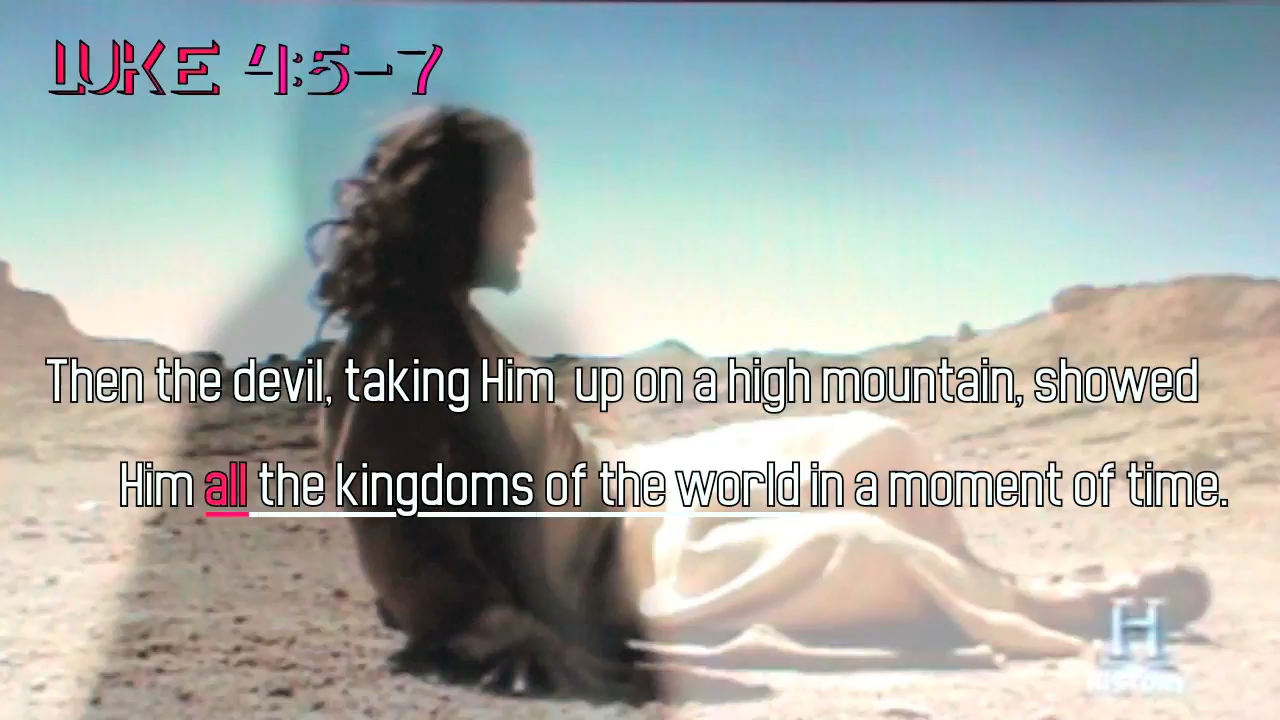 LUKE 4:5-7
Then the devil, taking Him up on a high mountain, showed
Him all the kingdoms of the world in a moment of time.
H
HISTORY